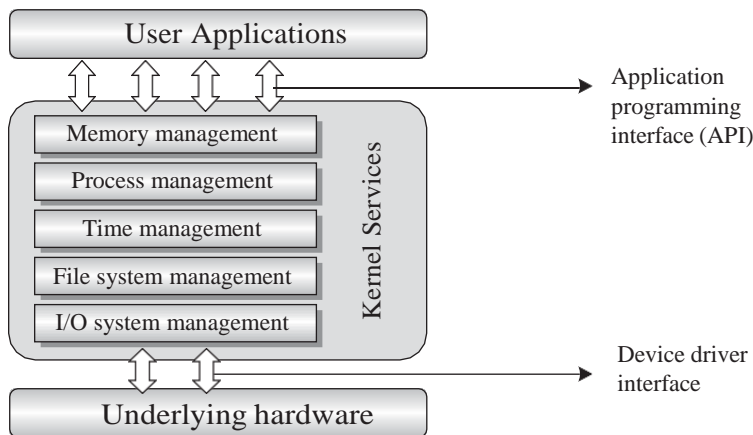 User Applications
Application
programming
interface (API)
Memory management
Process management
Time management
File system management
I/O system management
Kernel Services
Device driver
interface
Underlying hardware